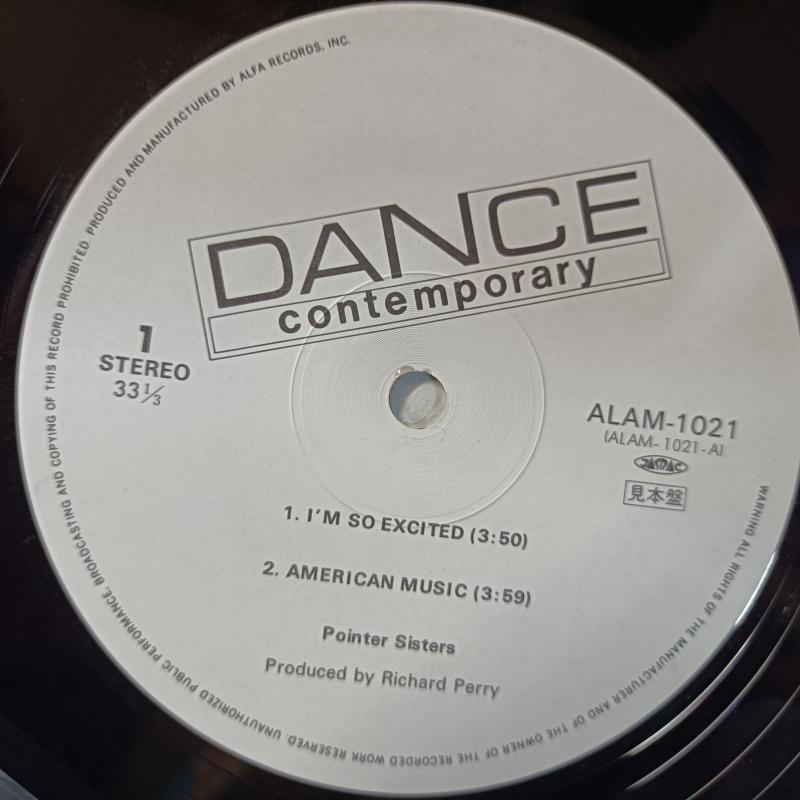 DANCE
contemporary
1
STEREO
33 1/3
ALAM-1021
(ALAM-1021-A)
JASRAC
見本盤
1. I'M SO EXCITED (3:50)
2. AMERICAN MUSIC (3:59)
Pointer Sisters
Produced by Richard Perry
WARNING ALL RIGHTS OF THE MANUFACTURER AND OF THE OWNER OF THE RECORDED WORK RESERVED. UNAUTHORIZED PUBLIC PERFORMANCE, BROADCASTING AND COPYING OF THIS RECORD PROHIBITED. PRODUCED AND MANUFACTURED BY ALFA RECORDS, INC.